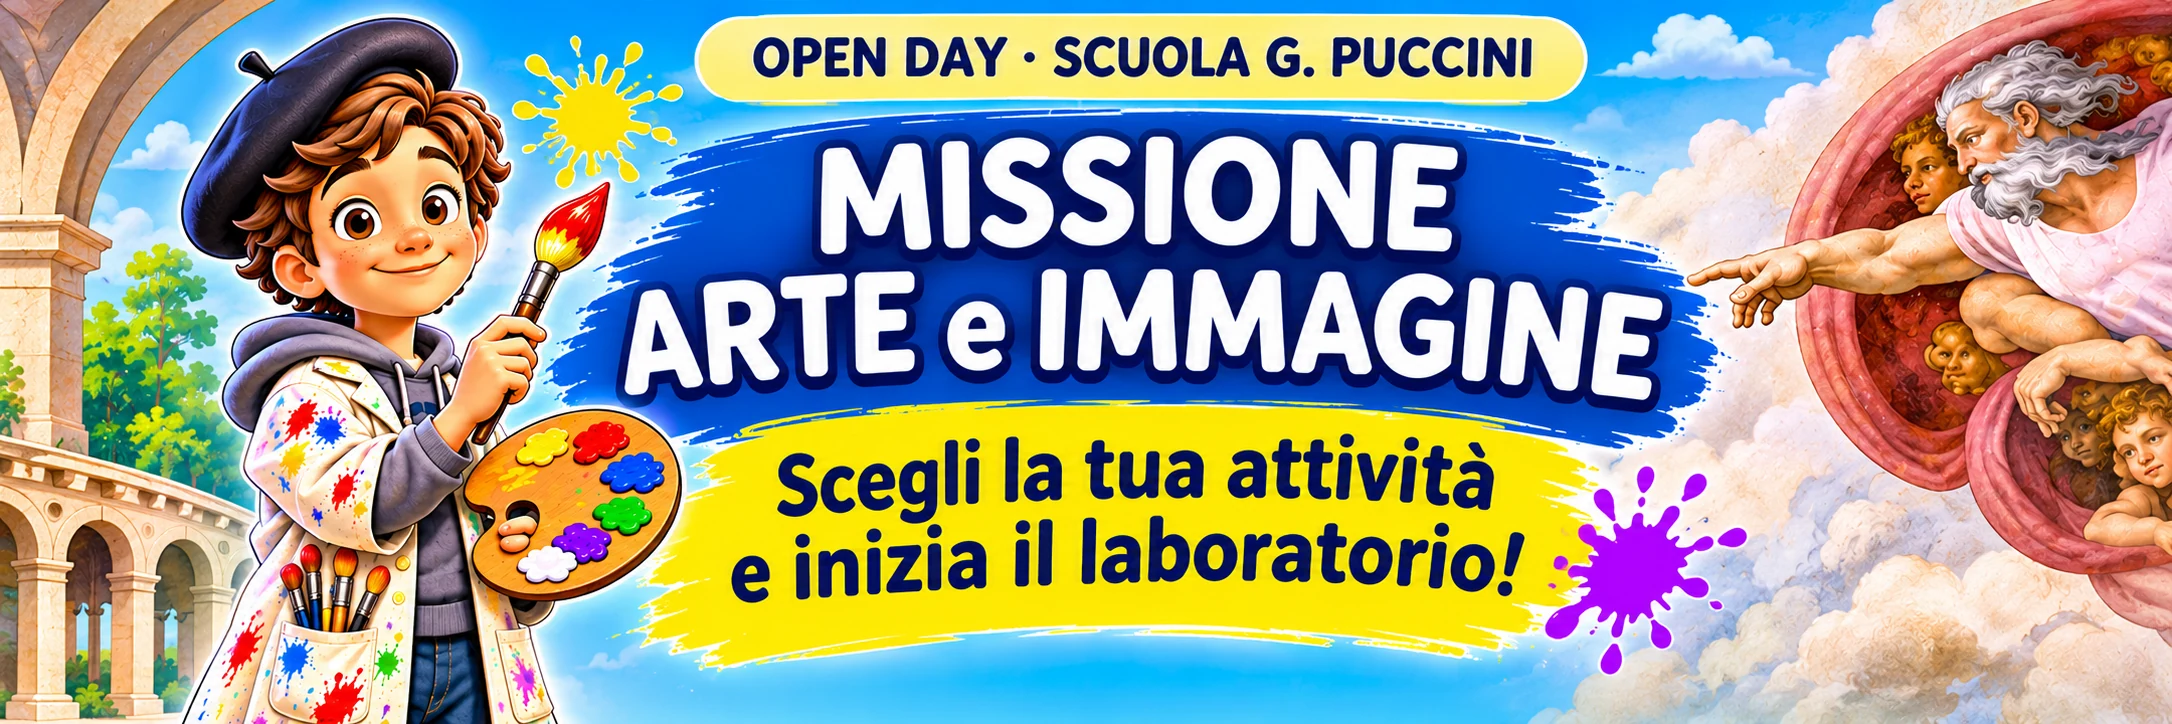 OPEN DAY · SCUOLA G. PUCCINI
MISSIONE
ARTE e IMMAGINE
Scegli la tua attività
e inizia il laboratorio!